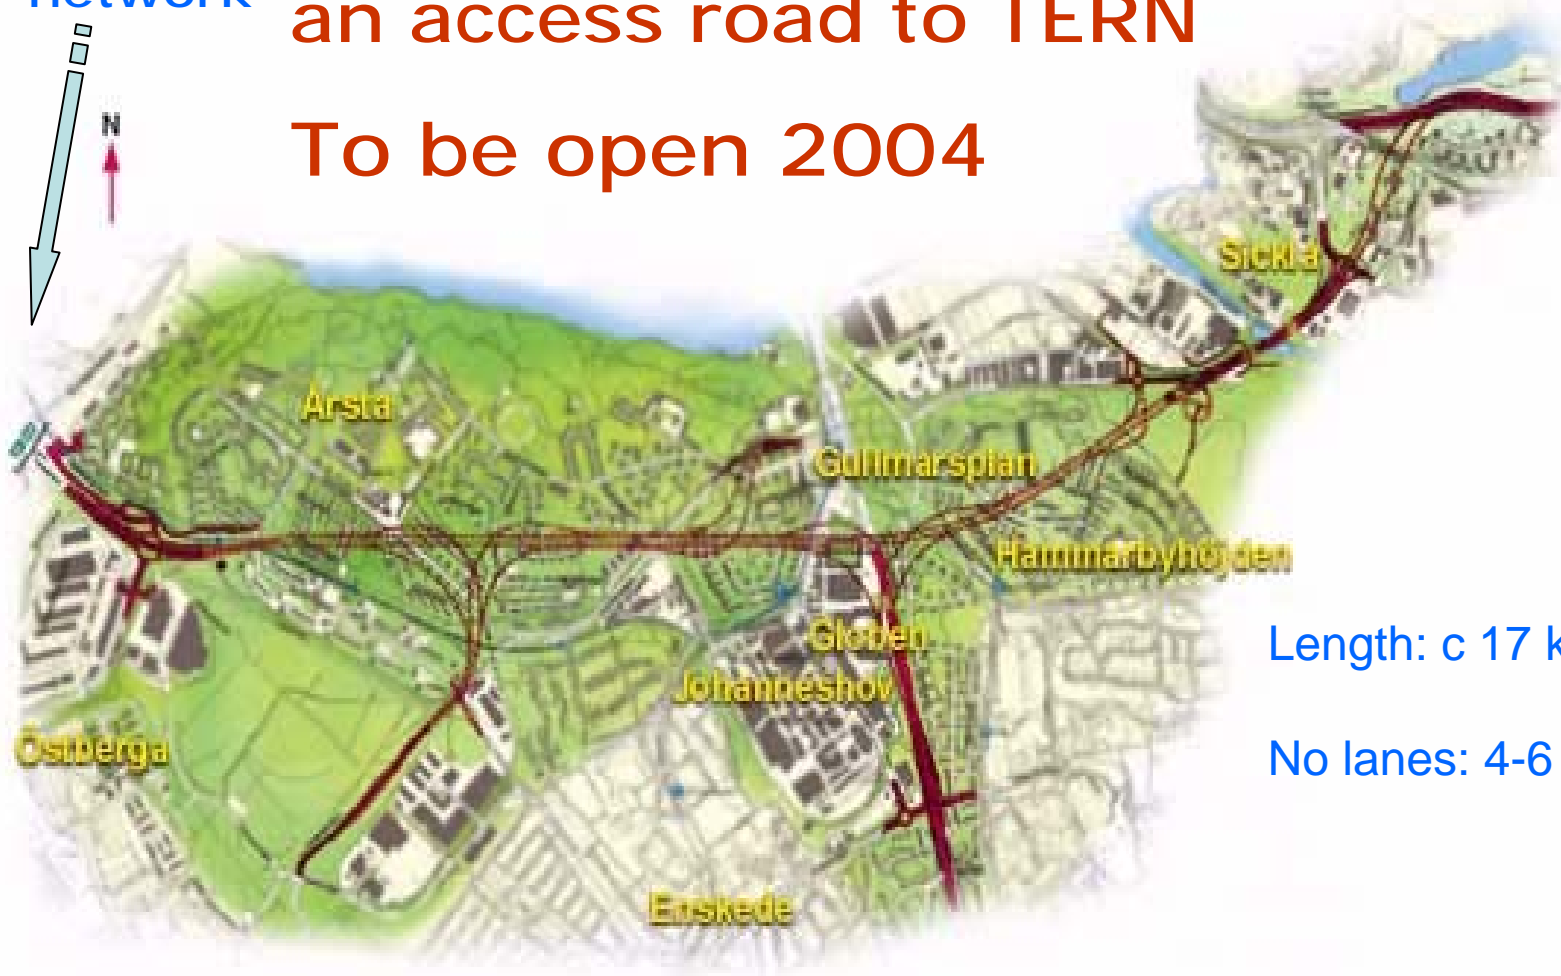 network
an access road to TERN
To be open 2004
N
Sickla
Årsta
Gullmarsplan
Hammarbyhöjden
Globen
Length: c 17 k
Johanneshov
Östberga
No lanes: 4-6
Enskede